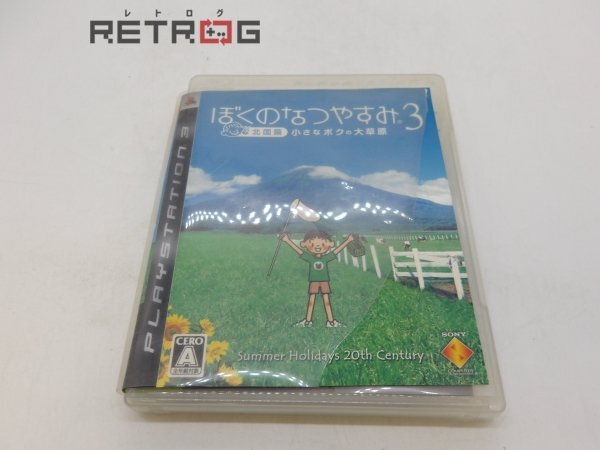 レトログ
RETROG
ぼくのなつやすみ3
北国篇 小さなボクの大草原
PLAYSTATION 3
CERO
A
全年齢対象
Summer Holidays 20th Century
SONY
COMPUTER